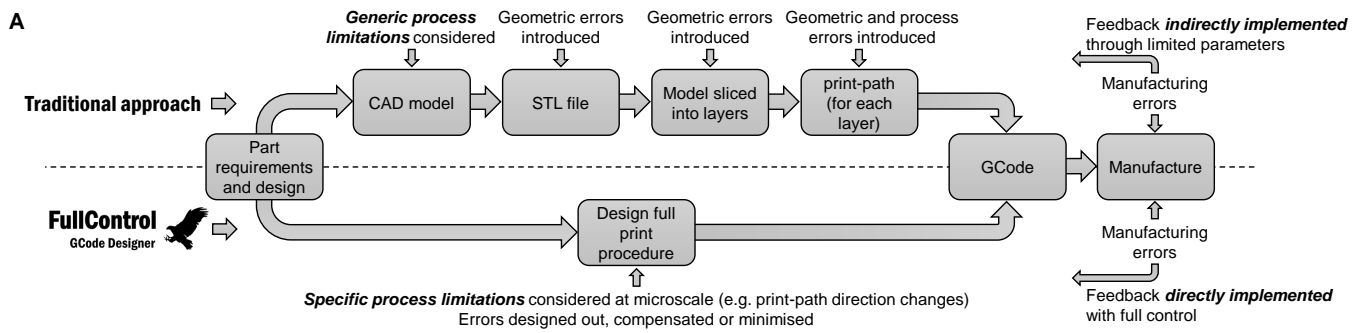 A
Generic process
limitations considered
Geometric errors
introduced
Geometric errors
introduced
Geometric and process
errors introduced
Feedback indirectly implemented
through limited parameters
Manufacturing
errors
Traditional approach
CAD model
STL file
Model sliced
into layers
print-path
(for each
layer)
Part
requirements
and design
GCode
Manufacture
FullControl
GCode Designer
Design full
print
procedure
Manufacturing
errors
Specific process limitations considered at microscale (e.g. print-path direction changes)
Errors designed out, compensated or minimised
Feedback directly implemented
with full control